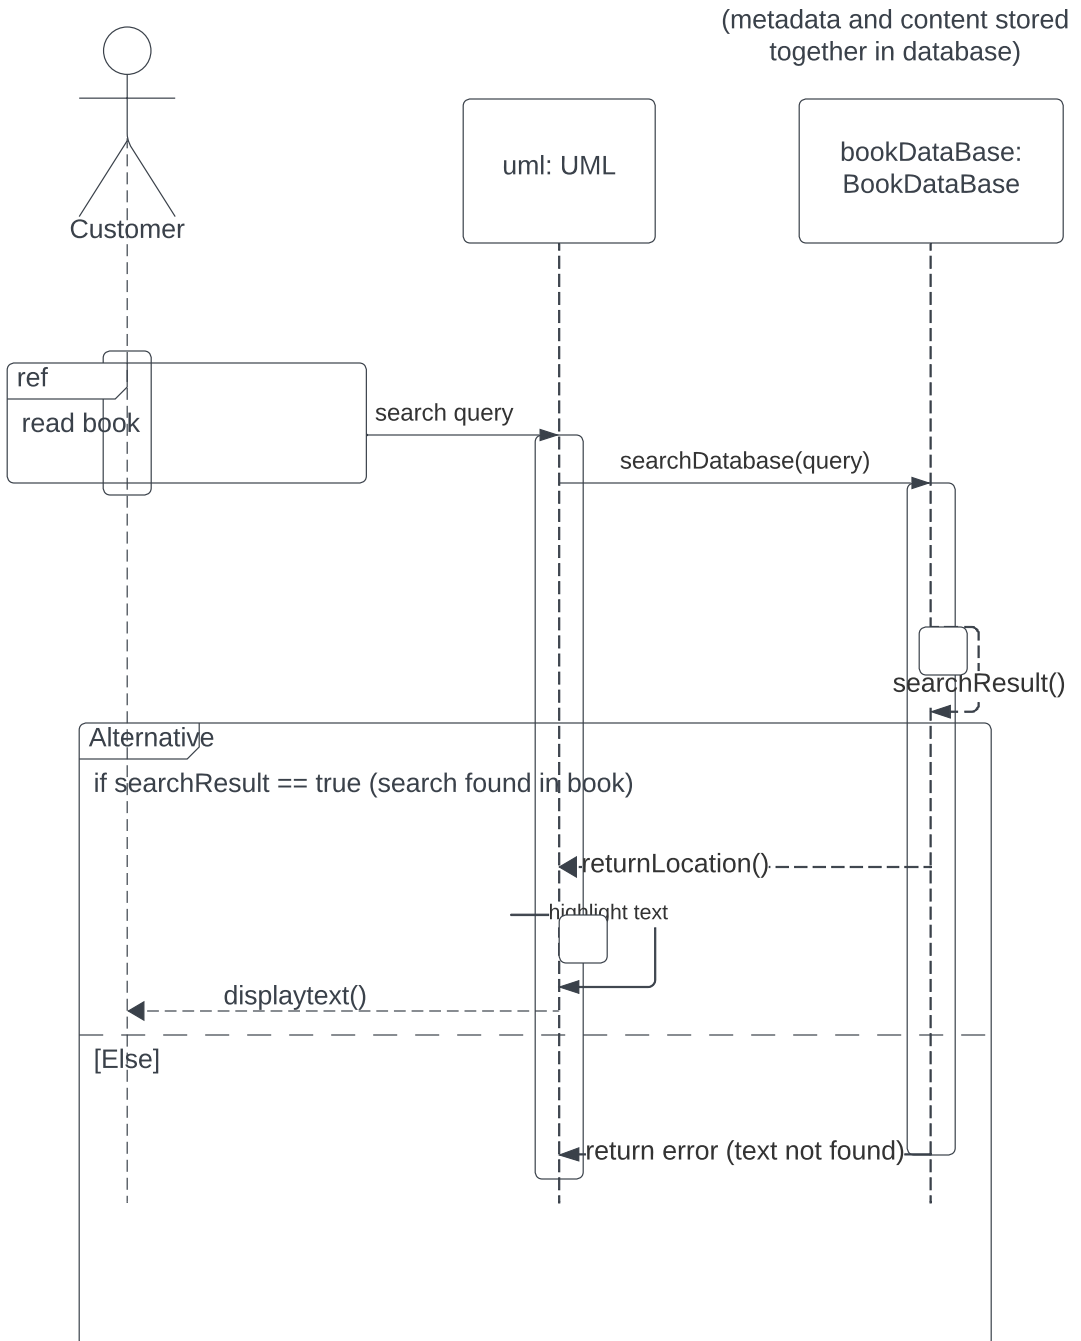 (metadata and content stored
together in database)
uml: UML
bookDataBase:
BookDataBase
Customer
ref
read book
search query
searchDatabase(query)
searchResult()
Alternative
if searchResult == true (search found in book)
returnLocation()
highlight text
displaytext()
[Else]
return error (text not found)